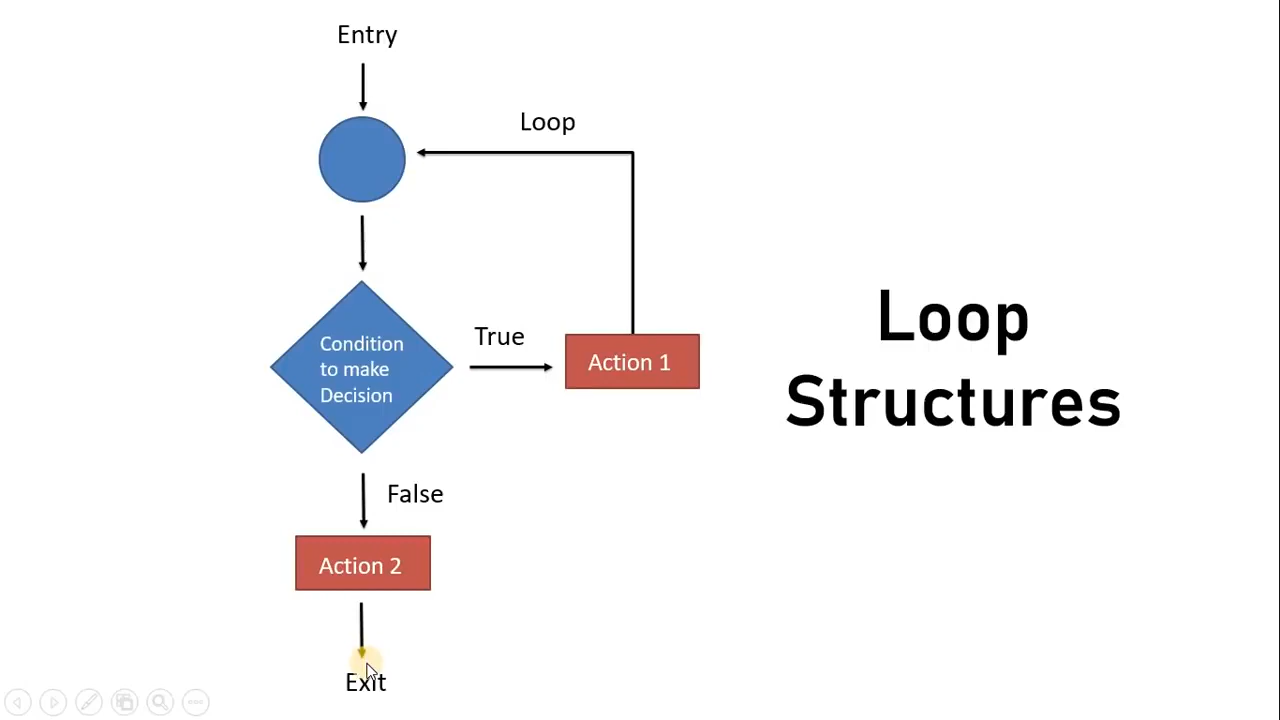 Entry
Loop
Condition
to make
Decision
True
Action 1
Loop
Structures
False
Action 2
Exit